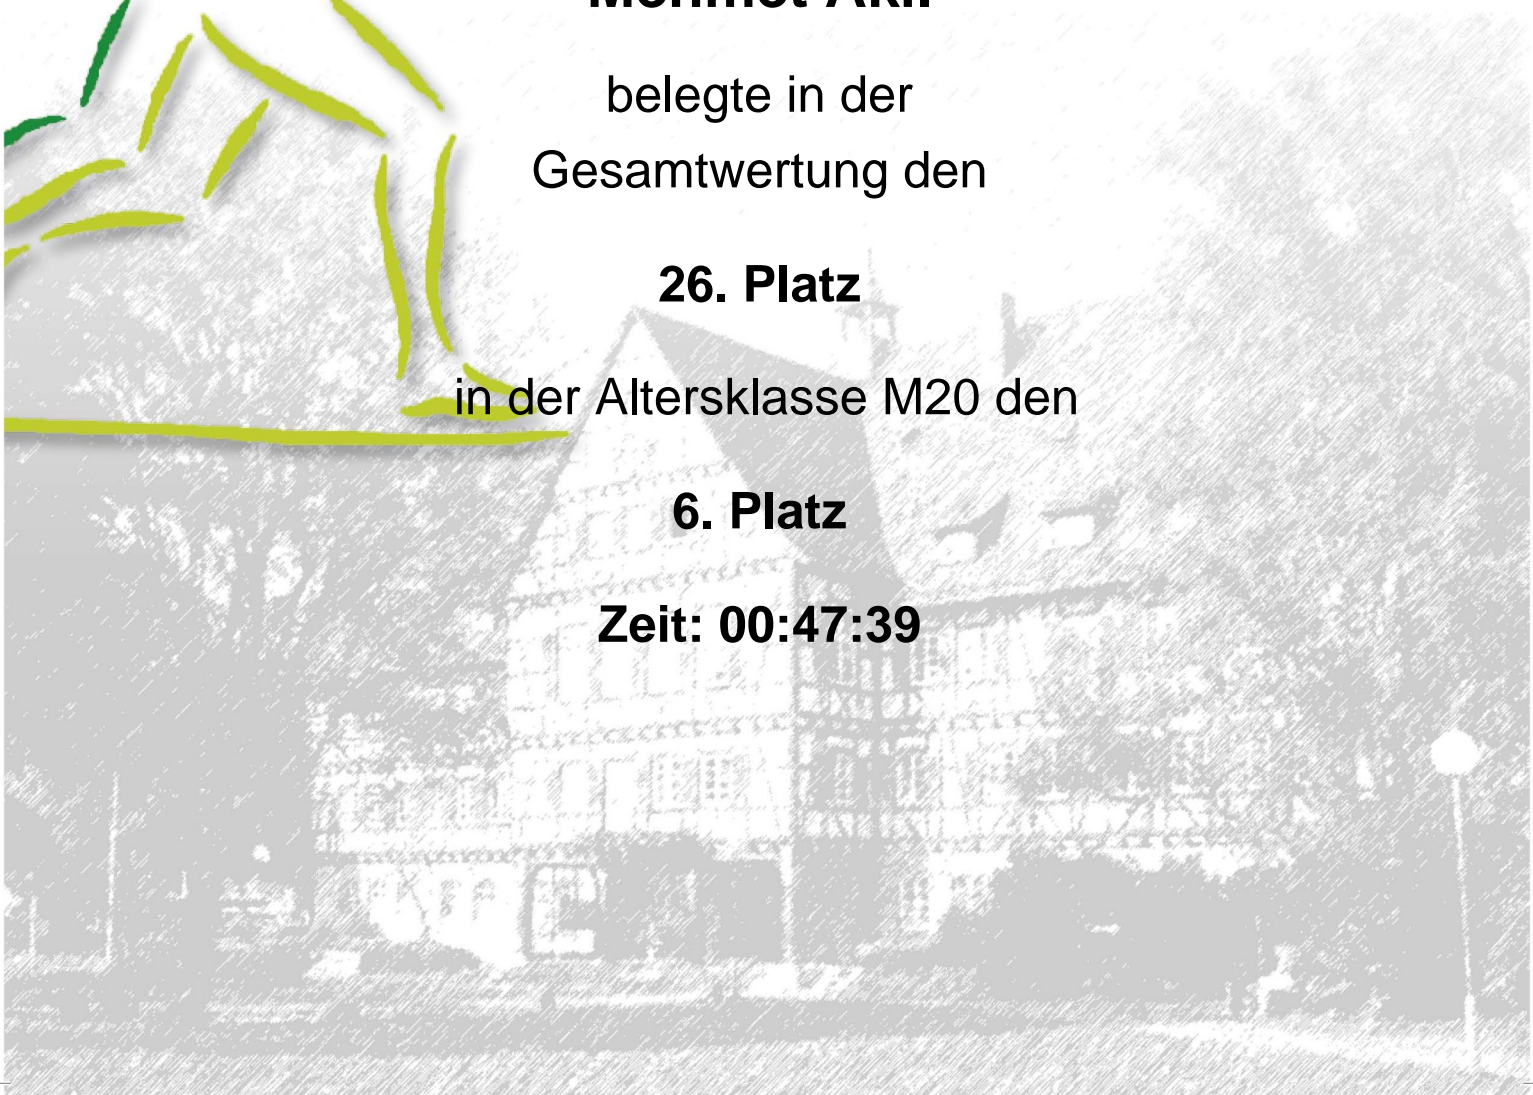 belegte in der
Gesamtwertung den
26. Platz
in der Altersklasse M20 den
6. Platz
Zeit: 00:47:39